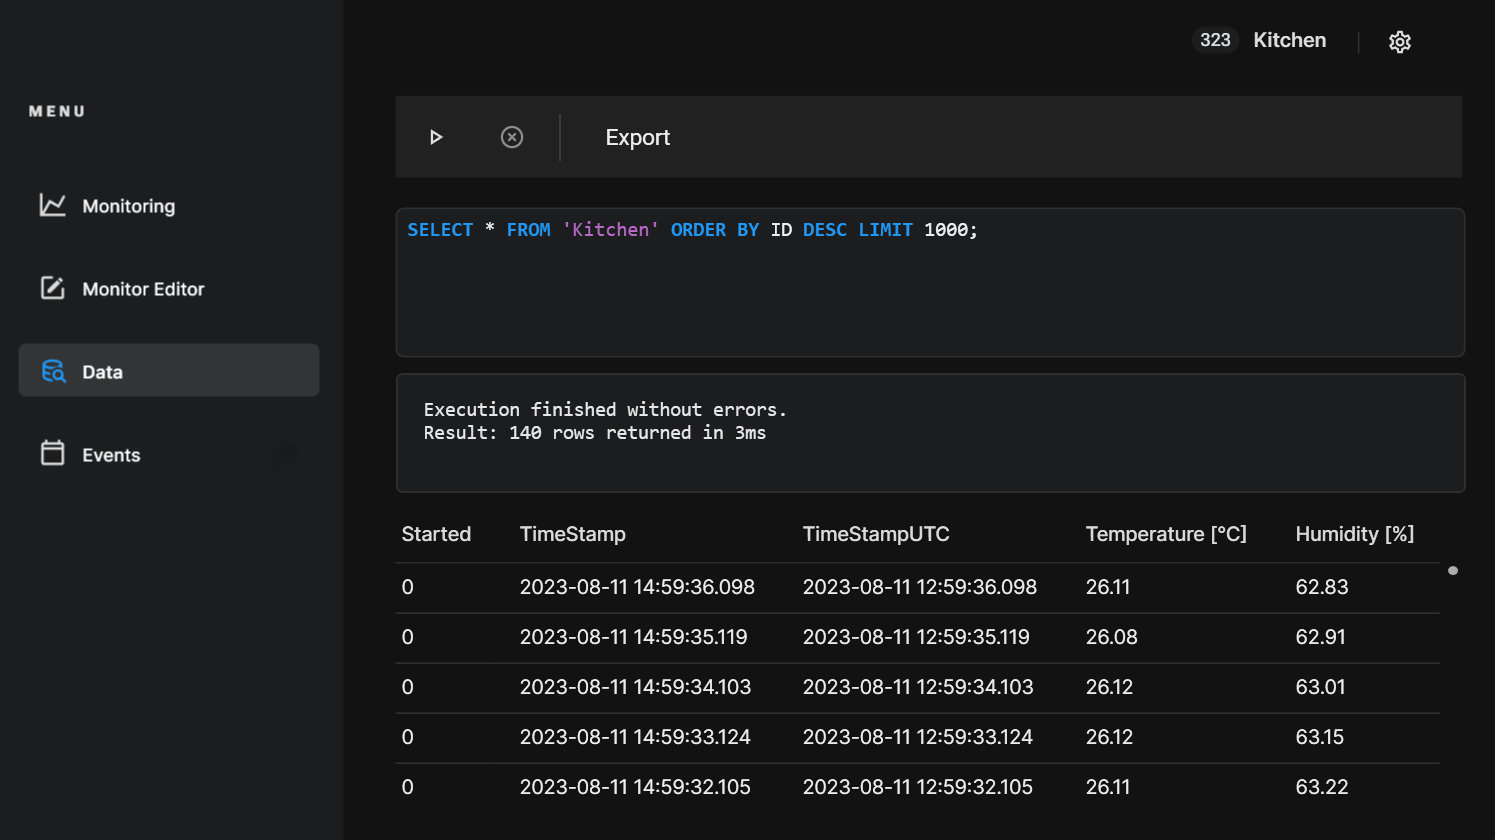 323 Kitchen
MENU
Monitoring
Monitor Editor
Data
Events
Export
SELECT * FROM 'Kitchen' ORDER BY ID DESC LIMIT 1000;
Execution finished without errors.
Result: 140 rows returned in 3ms
Started TimeStamp TimeStampUTC Temperature [°C] Humidity [%]
0 2023-08-11 14:59:36.098 2023-08-11 12:59:36.098 26.11 62.83
0 2023-08-11 14:59:35.119 2023-08-11 12:59:35.119 26.08 62.91
0 2023-08-11 14:59:34.103 2023-08-11 12:59:34.103 26.12 63.01
0 2023-08-11 14:59:33.124 2023-08-11 12:59:33.124 26.12 63.15
0 2023-08-11 14:59:32.105 2023-08-11 12:59:32.105 26.11 63.22